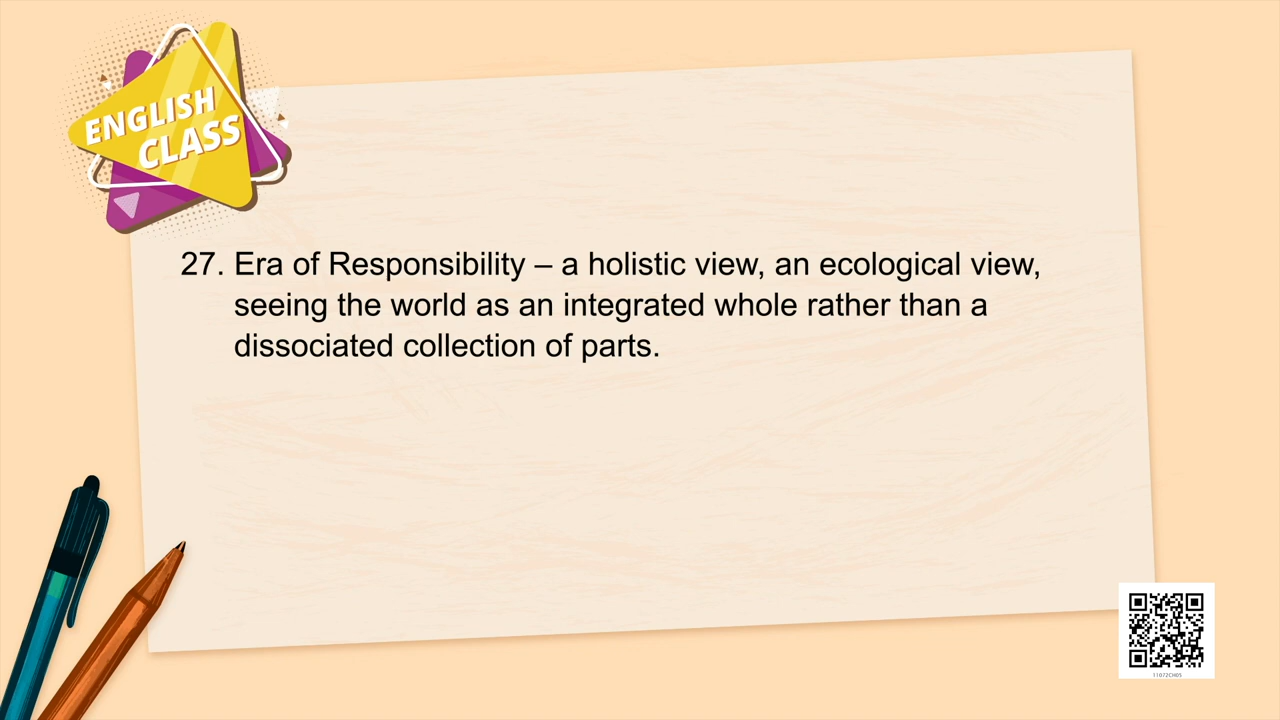 ENGLISH
CLASS
27. Era of Responsibility – a holistic view, an ecological view,
seeing the world as an integrated whole rather than a
dissociated collection of parts.
11072CH05